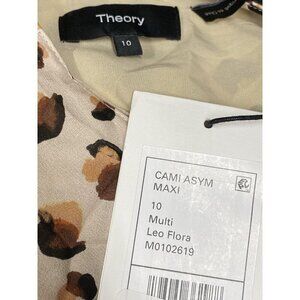 Theory
10
CAMI ASYM
MAXI
10
Multi
Leo Flora
M0102619